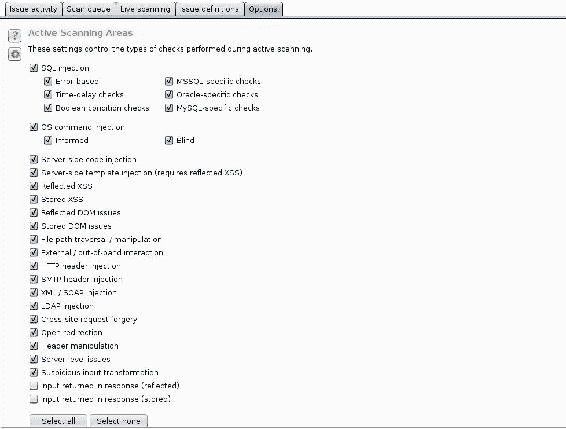 Issue activity Scan queue Live scanning Issue definitions Options
Active Scanning Areas
These settings control the types of checks performed during active scanning.
SQL injection
Error-based MSSQL-specific checks
Time-delay checks Oracle-specific checks
Boolean condition checks MySQL-specific checks
OS command injection
Informed Blind
Server-side code injection
Server-side template injection (requires reflected XSS)
Reflected XSS
Stored XSS
Reflected DOM issues
Stored DOM issues
File path traversal / manipulation
External / out-of-band interaction
HTTP header injection
SMTP header injection
XML / SOAP injection
LDAP injection
Cross-site request forgery
Open redirection
Header manipulation
Server-level issues
Suspicious input transformation
Input returned in response (reflected)
Input returned in response (stored)
Select all Select none